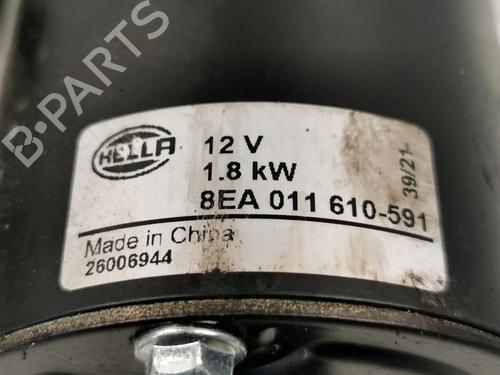 B-PARTS
HELLA
12 V
1.8 kW
8EA 011 610-591
39/21
Made in China
26006944